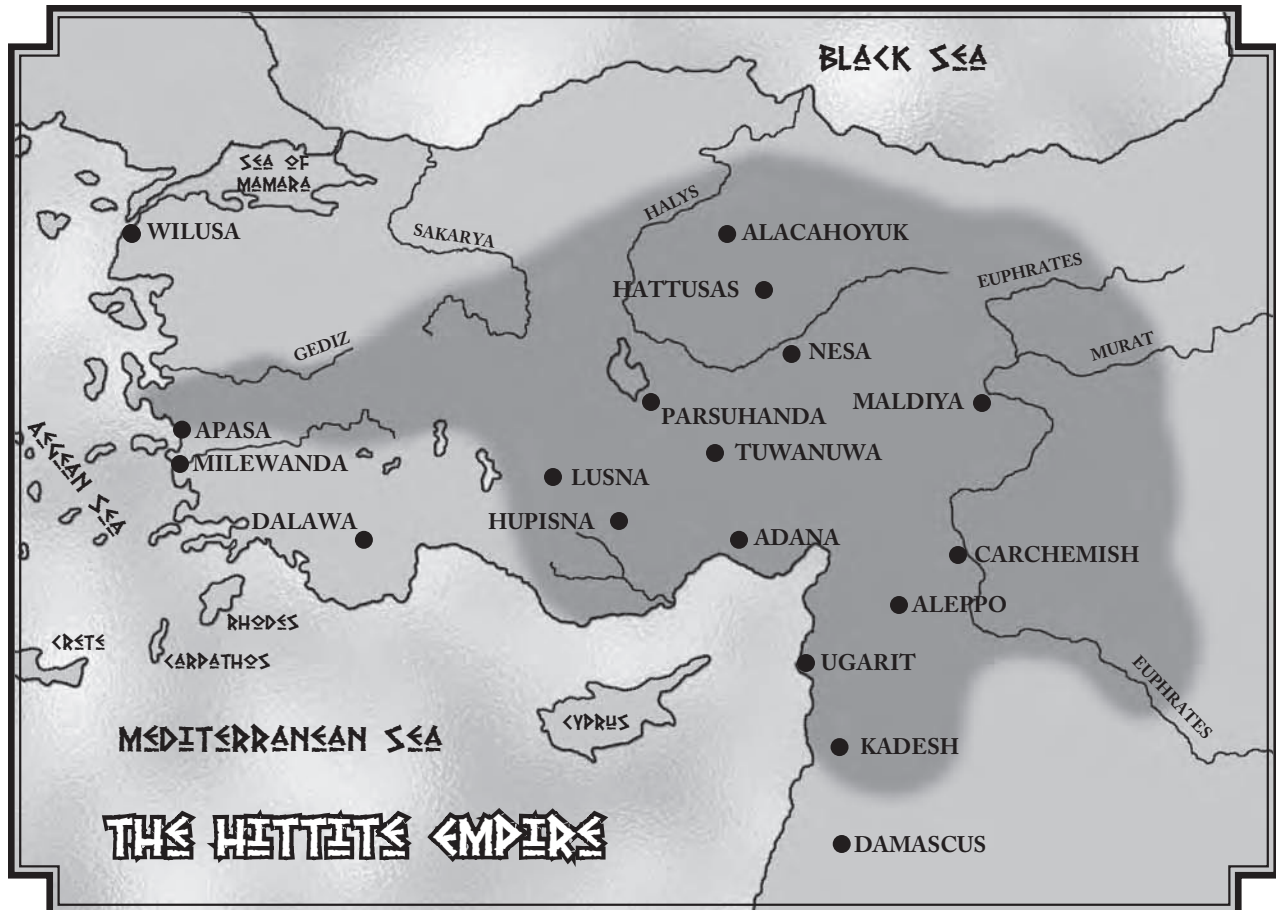 BLACK SEA
SEA OF
MAMARA
HALYS
SAKARYA
WILUSA
ALACAHOYUK
EUPHRATES
HATTUSAS
GEDIZ
NESA
MURAT
MALDIYA
PARSUHANDA
APASA
AEGEAN SEA
MILEWANDA
TUWANUWA
LUSNA
DALAWA
HUPISNA
ADANA
CARCHEMISH
ALEPPO
RHODES
CRETE
CARPATHOS
UGARIT
EUPHRATES
CYPRUS
MEDITERRANEAN SEA
KADESH
THE HITTITE EMPIRE
DAMASCUS